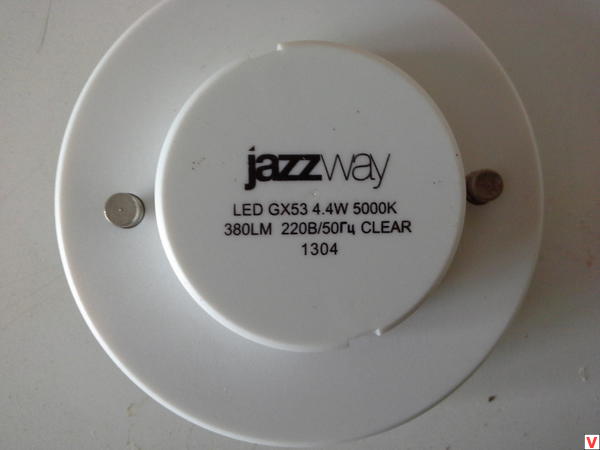 jazzway
LED GX53 4.4W 5000K
380LM 220В/50Гц CLEAR
1304
V